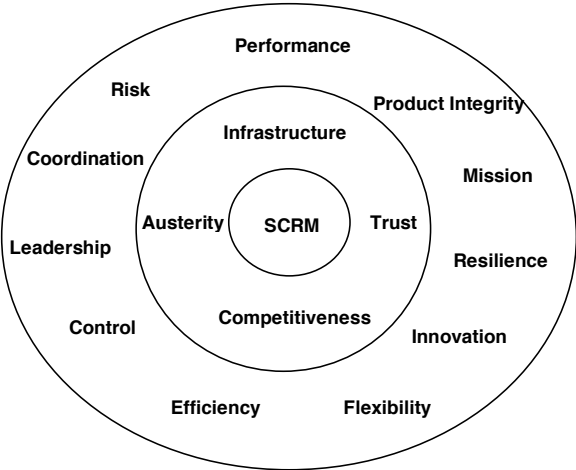 Performance
Risk
Product Integrity
Infrastructure
Coordination
Mission
Austerity
SCRM
Trust
Leadership
Resilience
Competitiveness
Control
Innovation
Efficiency
Flexibility